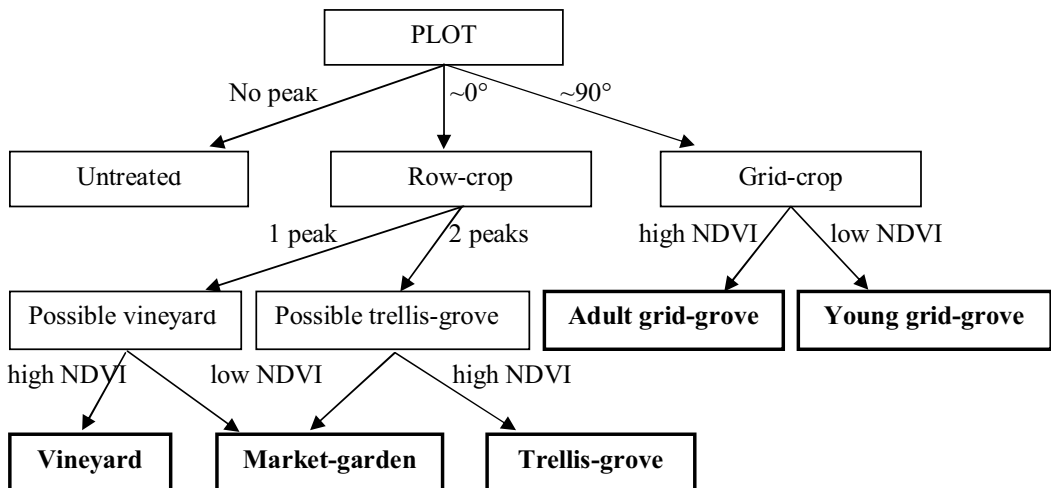 PLOT
No peak
~0°
~90°
Untreated
Row-crop
Grid-crop
1 peak
2 peaks
high NDVI
low NDVI
Possible vineyard
Possible trellis-grove
Adult grid-grove
Young grid-grove
high NDVI
low NDVI
high NDVI
Vineyard
Market-garden
Trellis-grove